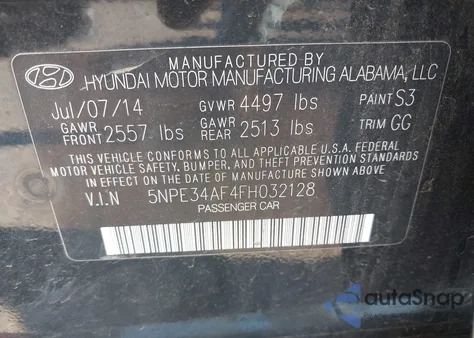 MANUFACTURED BY
HYUNDAI MOTOR MANUFACTURING ALABAMA, LLC
Jul/07/14 GVWR 4497 lbs PAINT S3
GAWR FRONT 2557 lbs GAWR REAR 2513 lbs TRIM GG
THIS VEHICLE CONFORMS TO ALL APPLICABLE U.S.A. FEDERAL
MOTOR VEHICLE SAFETY, BUMPER, AND THEFT PREVENTION STANDARDS
IN EFFECT ON THE DATE OF MANUFACTURE SHOWN ABOVE.
V.I.N 5NPE34AF4FH032128
PASSENGER CAR
autoSnap